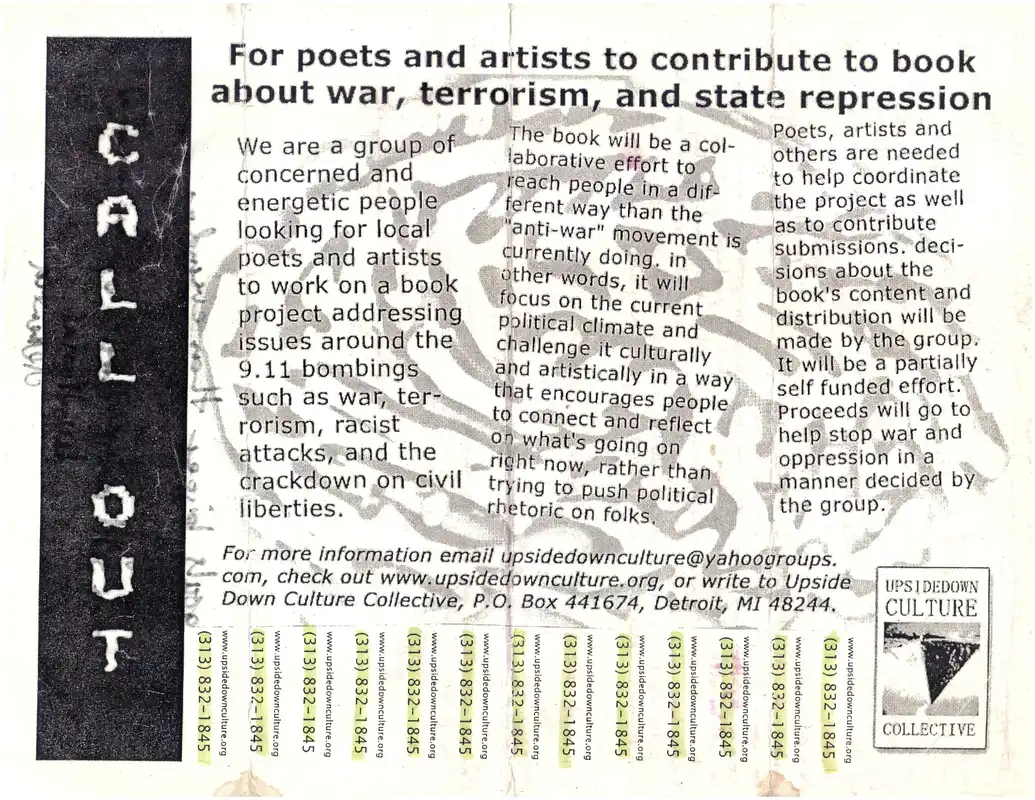 CALL OUT
For poets and artists to contribute to book
about war, terrorism, and state repression
We are a group of
concerned and
energetic people
looking for local
poets and artists
to work on a book
project addressing
issues around the
9.11 bombings
such as war, ter-
rorism, racist
attacks, and the
crackdown on civil
liberties.
The book will be a col-
laborative effort to
reach people in a dif-
ferent way than the
"anti-war" movement is
currently doing. in
other words, it will
focus on the current
political climate and
challenge it culturally
and artistically in a way
that encourages people
to connect and reflect
on what's going on
right now, rather than
trying to push political
rhetoric on folks.
Poets, artists and
others are needed
to help coordinate
the project as well
as to contribute
submissions. deci-
sions about the
book's content and
distribution will be
made by the group.
It will be a partially
self funded effort.
Proceeds will go to
help stop war and
oppression in a
manner decided by
the group.
For more information email upsidedownculture@yahoogroups.
com, check out www.upsidedownculture.org, or write to Upside
Down Culture Collective, P.O. Box 441674, Detroit, MI 48244.
www.upsidedownculture.org
(313) 832-1845
www.upsidedownculture.org
(313) 832-1845
www.upsidedownculture.org
(313) 832-1845
www.upsidedownculture.org
(313) 832-1845
www.upsidedownculture.org
(313) 832-1845
www.upsidedownculture.org
(313) 832-1845
www.upsidedownculture.org
(313) 832-1845
www.upsidedownculture.org
(313) 832-1845
www.upsidedownculture.org
(313) 832-1845
www.upsidedownculture.org
(313) 832-1845
www.upsidedownculture.org
(313) 832-1845
www.upsidedownculture.org
(313) 832-1845
www.upsidedownculture.org
(313) 832-1845
UPSIDEDOWN
CULTURE
COLLECTIVE